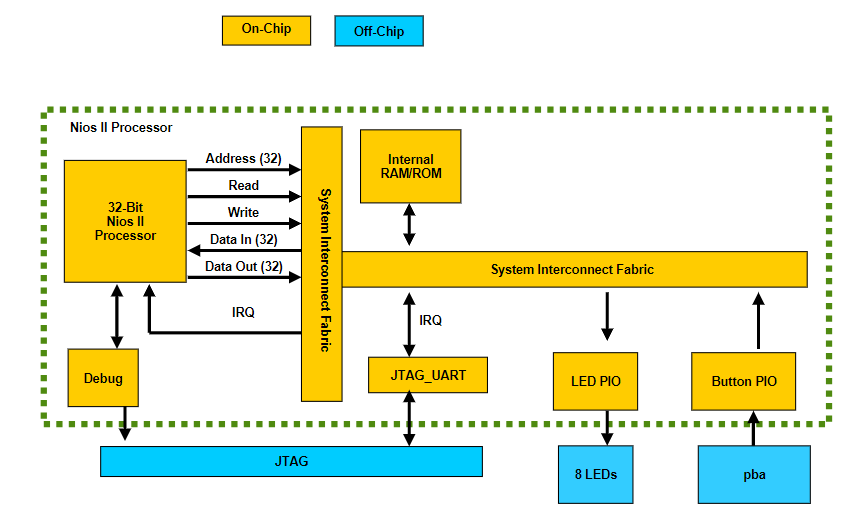 On-Chip
Off-Chip
Nios II Processor
32-Bit
Nios II
Processor
Address (32)
Read
Write
Data In (32)
Data Out (32)
IRQ
System Interconnect Fabric
Internal
RAM/ROM
System Interconnect Fabric
IRQ
Debug
JTAG_UART
LED PIO
Button PIO
JTAG
8 LEDs
pba